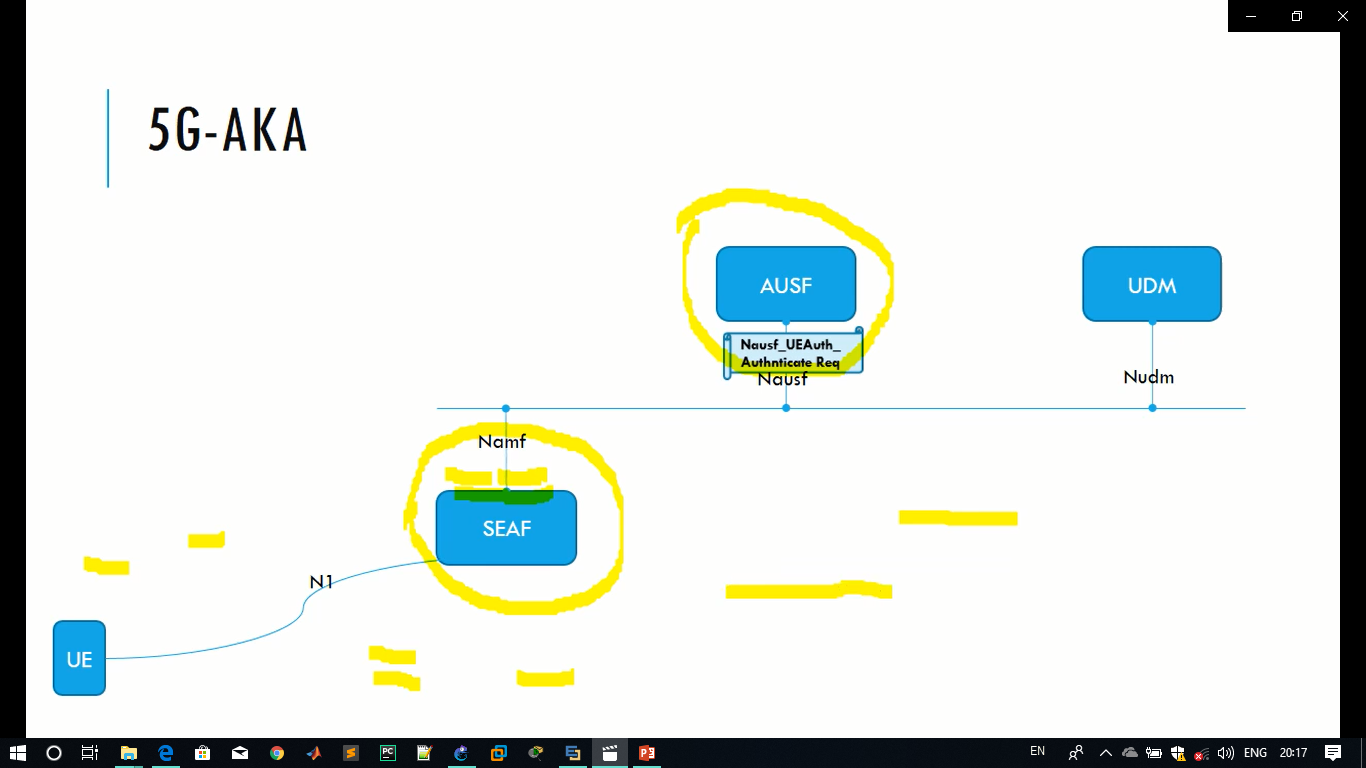 5G-AKA
AUSF
UDM
Nausf_UEAuth_
Authnticate Req
Nausf
Nudm
Namf
SEAF
N1
UE
EN
ENG
20:17